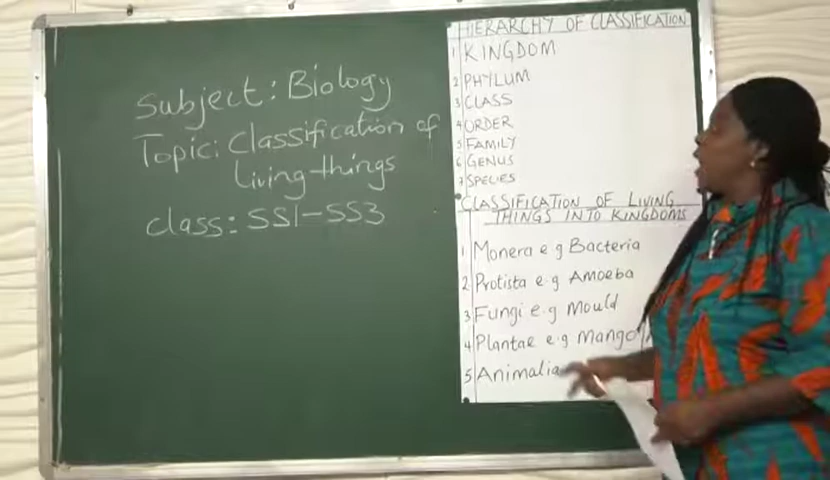 Subject: Biology
Topic: Classification of
Living-things
class: SS1-SS3
HIERARCHY OF CLASSIFICATION
1 KINGDOM
2 PHYLUM
3 CLASS
4 ORDER
5 FAMILY
6 GENUS
7 SPECIES
CLASSIFICATION OF LIVING
THINGS INTO KINGDOMS
1 Monera e g Bacteria
2 Protista e.g Amoeba
3 Fungi e.g Mould
4 Plantae e.g Mango
5 Animalia